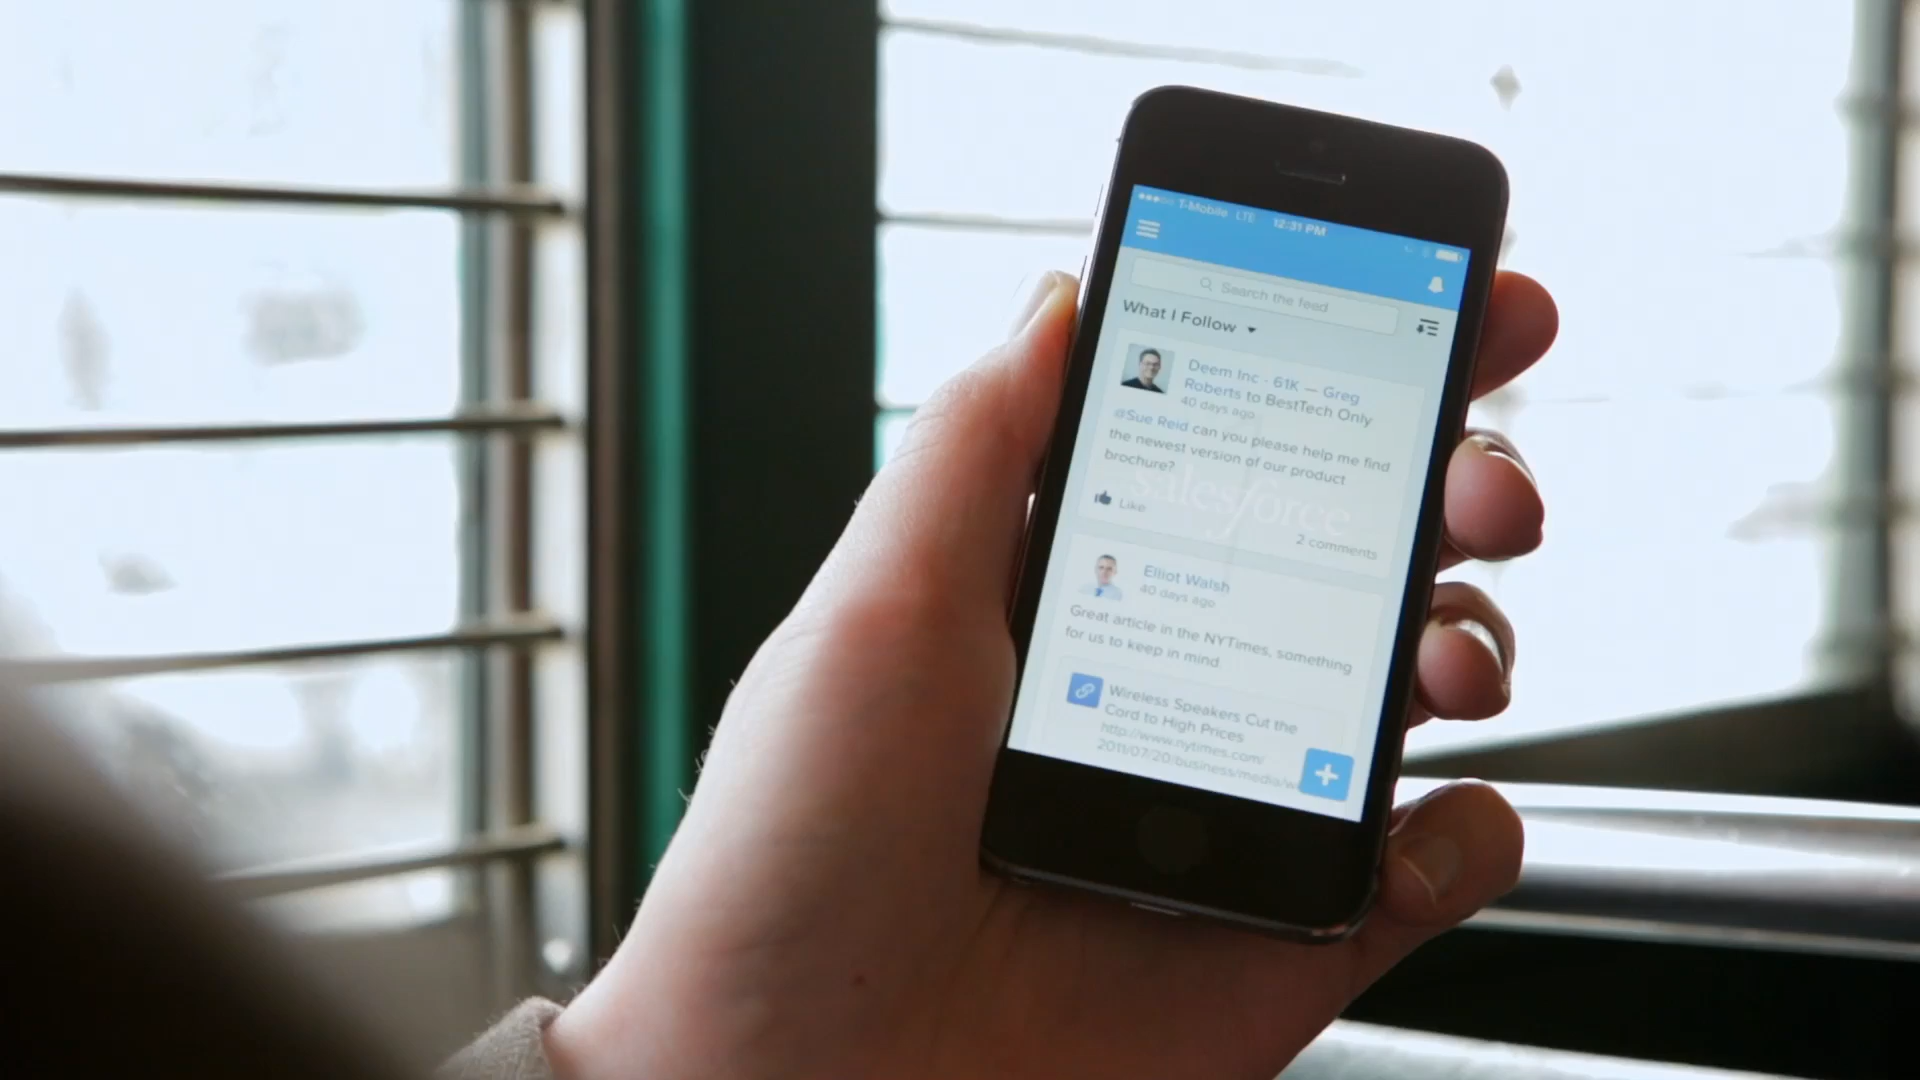 T-Mobile LTE 12:31 PM
Search the feed
What I Follow
Deem Inc - 61K — Greg
Roberts to BestTech Only
40 days ago
@Sue Reid can you please help me find
the newest version of our product
brochure?
salesforce
Like
2 comments
Elliot Walsh
40 days ago
Great article in the NYTimes, something
for us to keep in mind.
Wireless Speakers Cut the
Cord to High Prices
http://www.nytimes.com/
2011/07/20/business/media/w